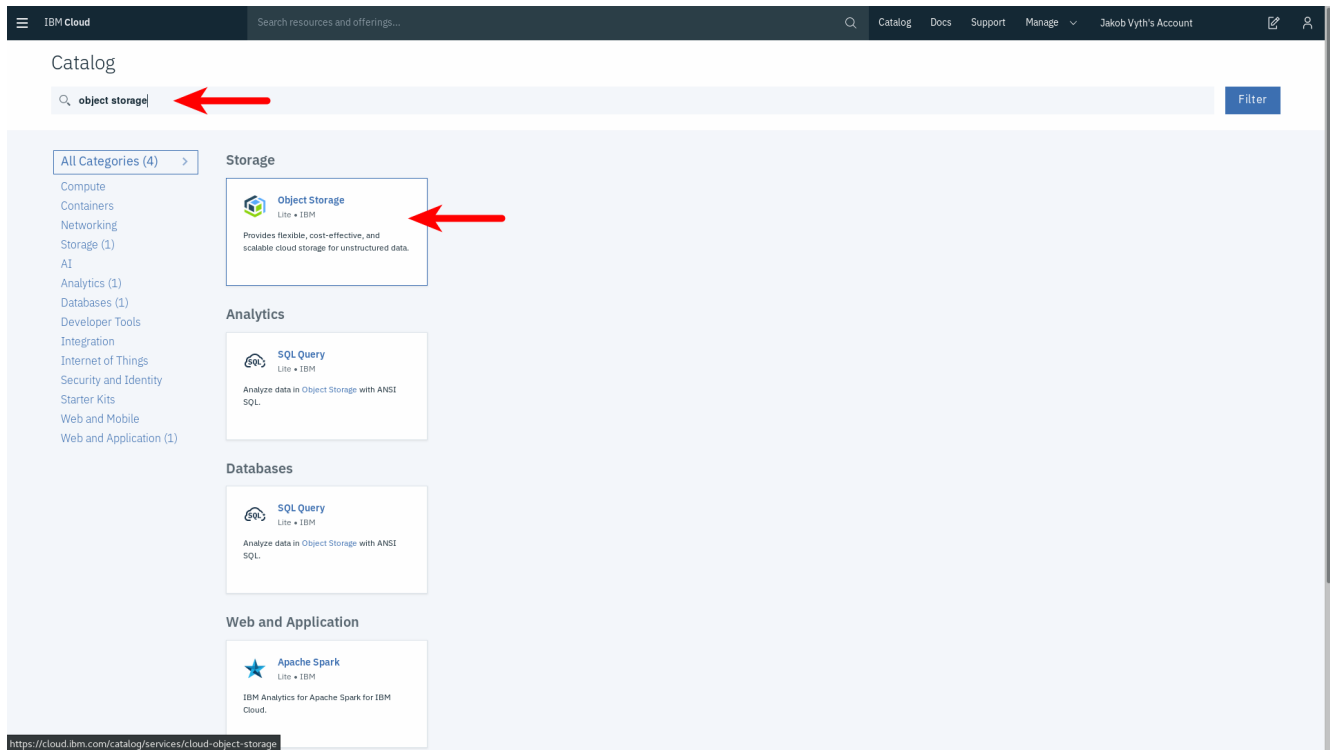 IBM Cloud
Search resources and offerings...
Catalog
Docs
Support
Manage
Jakob Vyth's Account
Catalog
object storage
Filter
All Categories (4)
Compute
Containers
Networking
Storage (1)
AI
Analytics (1)
Databases (1)
Developer Tools
Integration
Internet of Things
Security and Identity
Starter Kits
Web and Mobile
Web and Application (1)
Storage
Object Storage
Lite • IBM
Provides flexible, cost-effective, and
scalable cloud storage for unstructured data.
Analytics
SQL
SQL Query
Lite • IBM
Analyze data in Object Storage with ANSI
SQL.
Databases
SQL
SQL Query
Lite • IBM
Analyze data in Object Storage with ANSI
SQL.
Web and Application
Apache Spark
Lite • IBM
IBM Analytics for Apache Spark for IBM
Cloud.
https://cloud.ibm.com/catalog/services/cloud-object-storage